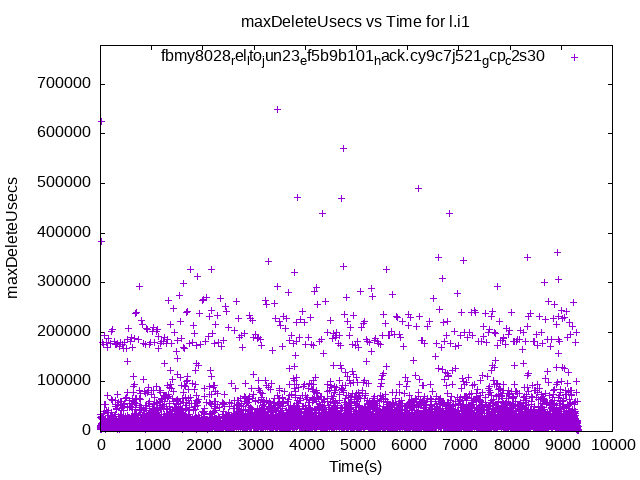 maxDeleteUsecs vs Time for l.i1
fbmy8028relltojun23ef5b9b101hack.cy9c7j521gcpc2s30
700000
600000
500000
400000
300000
200000
100000
0
maxDeleteUsecs
0 1000 2000 3000 4000 5000 6000 7000 8000 9000 10000
Time(s)